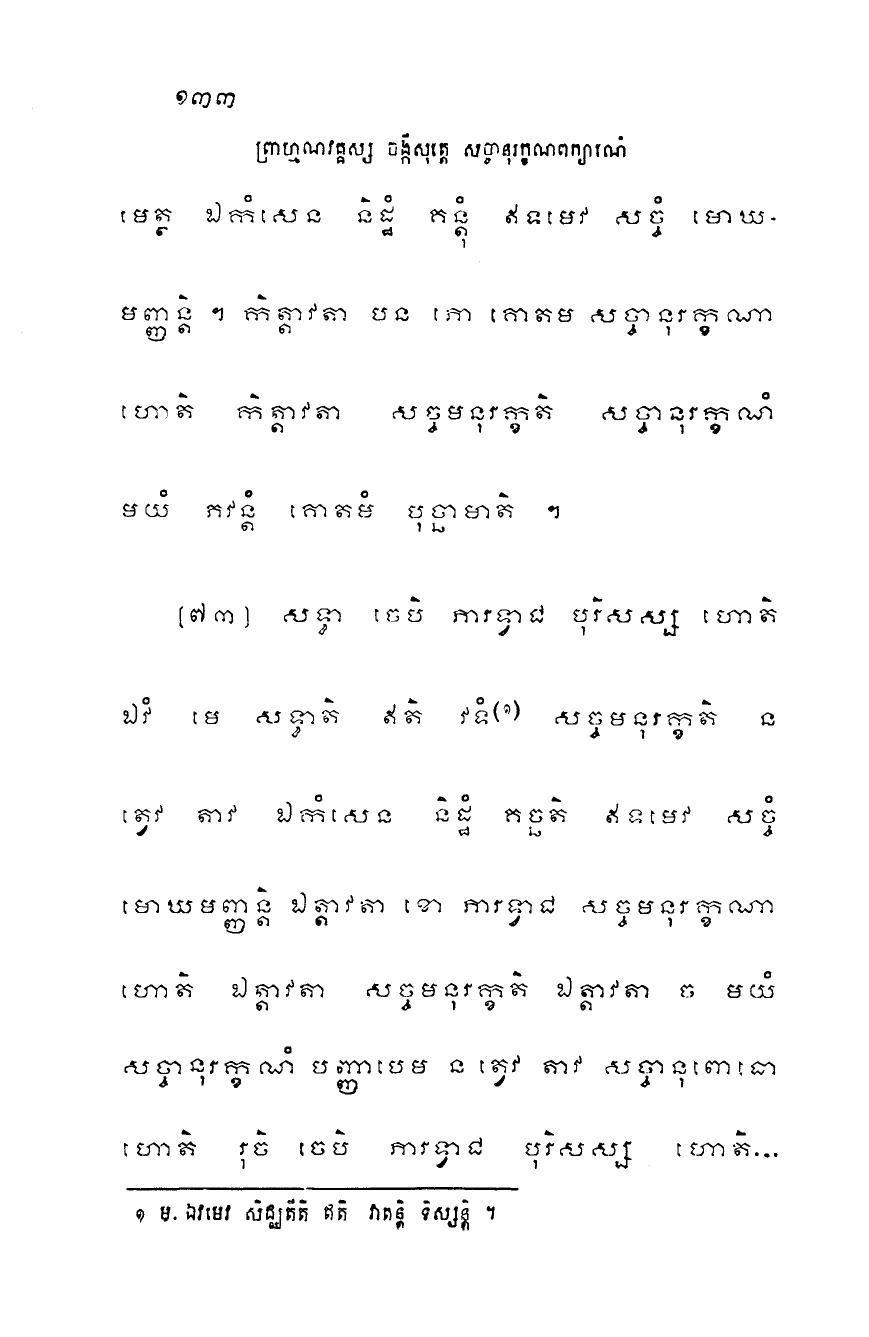 ១៣៣
ព្រាហ្មណវគ្គស្ស ចង្កីសុត្តេ សច្ចានុរក្ខណពក្យារណំ
មេត្ថ ឯកំសេន និដ្ឋំ គន្តុំ ឥទមេវ សច្ចំ មោឃ-
មញ្ញន្តិ ។ កិត្តាវតា បន ភោ គោតម សច្ចានុរក្ខណា
ហោតិ កិត្តាវតា សច្ចមនុរក្ខតិ សច្ចានុរក្ខណំ
មយំ ភវន្តំ គោតមំ បុច្ឆាមាតិ ។
[៧៣] សទ្ធា ចេបិ ភារទ្វាជ បុរិសស្ស ហោតិ
ឯវំ មេ សទ្ធាតិ ឥតិ វទំ(១) សច្ចមនុរក្ខតិ ន
ត្វេវ តាវ ឯកំសេន និដ្ឋំ គច្ឆតិ ឥទមេវ សច្ចំ
មោឃមញ្ញន្តិ ឯត្តាវតា ខោ ភារទ្វាជ សច្ចមនុរក្ខណា
ហោតិ ឯត្តាវតា សច្ចមនុរក្ខតិ ឯត្តាវតា ច មយំ
សច្ចានុរក្ខណំ បញ្ញាបេម ន ត្វេវ តាវ សច្ចានុពោធោ
ហោតិ រុចិ ចេបិ ភារទ្វាជ បុរិសស្ស ហោតិ...
១ ម. ឯវមេវ សិជ្ឈតីតិ ឥតិ វាតន្តិ ទិស្សន្តិ ។